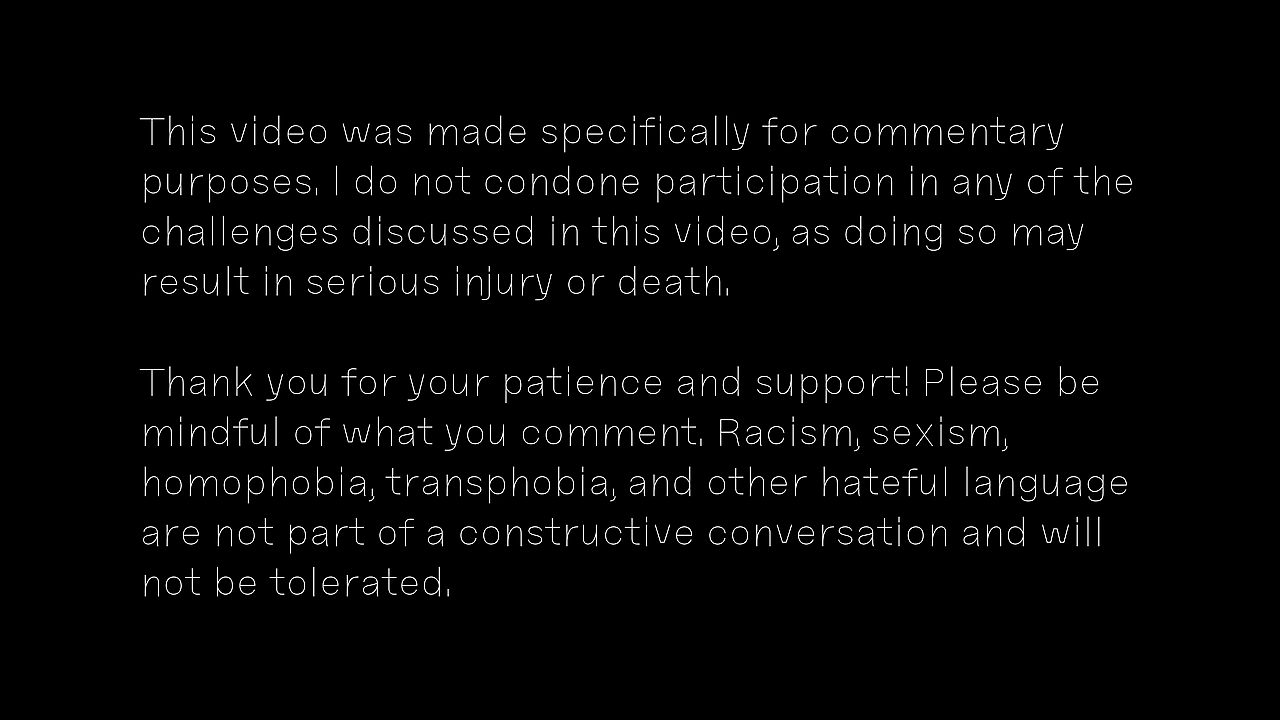 This video was made specifically for commentary
purposes. I do not condone participation in any of the
challenges discussed in this video, as doing so may
result in serious injury or death.
Thank you for your patience and support! Please be
mindful of what you comment. Racism, sexism,
homophobia, transphobia, and other hateful language
are not part of a constructive conversation and will
not be tolerated.